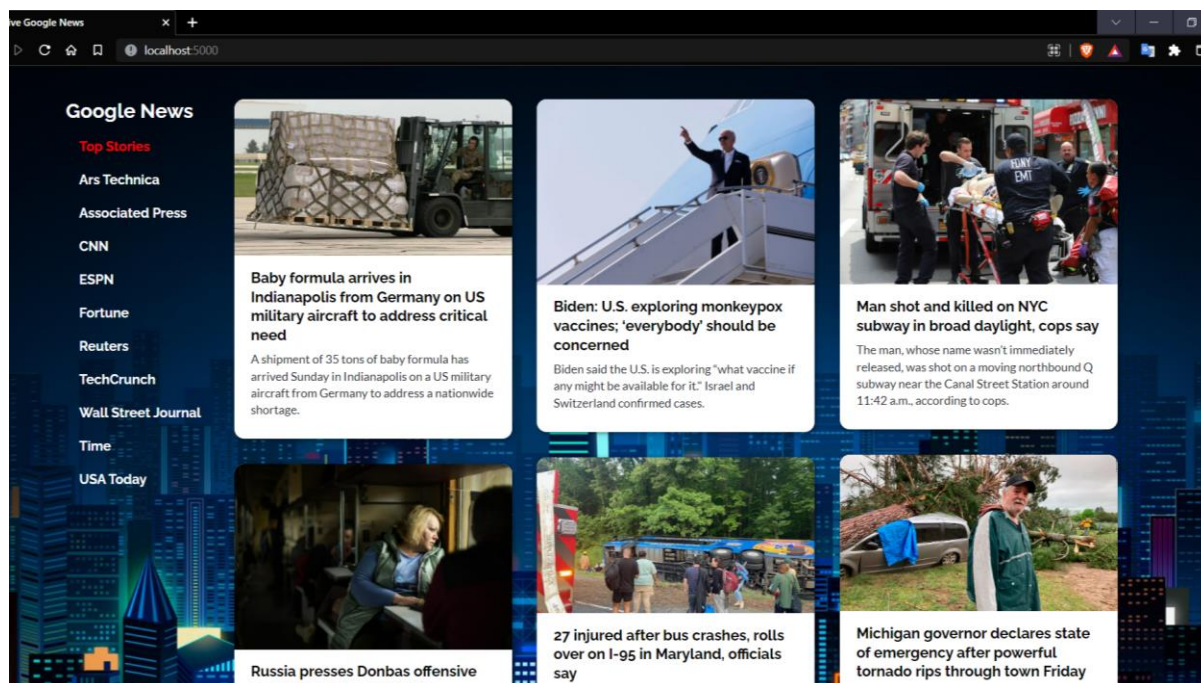 ive Google News
localhost:5000
Google News
Top Stories
Ars Technica
Associated Press
CNN
ESPN
Fortune
Reuters
TechCrunch
Wall Street Journal
Time
USA Today
Baby formula arrives in
Indianapolis from Germany on US
military aircraft to address critical
need
A shipment of 35 tons of baby formula has
arrived Sunday in Indianapolis on a US military
aircraft from Germany to address a nationwide
shortage.
Biden: U.S. exploring monkeypox
vaccines; ‘everybody’ should be
concerned
Biden said the U.S. is exploring “what vaccine if
any might be available for it.” Israel and
Switzerland confirmed cases.
FDNY
EMT
Man shot and killed on NYC
subway in broad daylight, cops say
The man, whose name wasn't immediately
released, was shot on a moving northbound Q
subway near the Canal Street Station around
11:42 a.m., according to cops.
Russia presses Donbas offensive
27 injured after bus crashes, rolls
over on I-95 in Maryland, officials
say
Michigan governor declares state
of emergency after powerful
tornado rips through town Friday